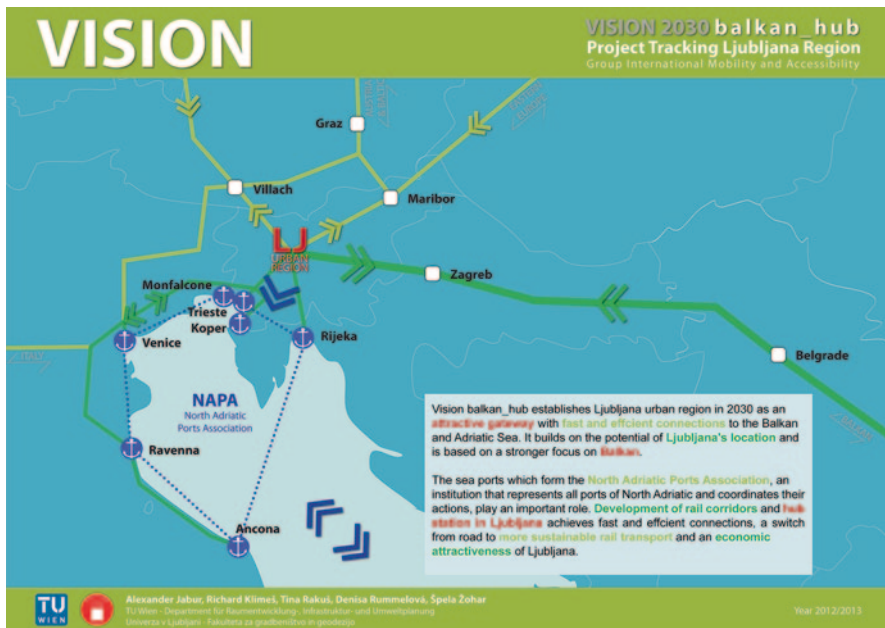 VISION
VISION 2030 balkan_hub
Project Tracking Ljubljana Region
Group International Mobility and Accessibility
AUSTRIA
& BALTIC
EASTERN
EUROPE
Graz
Villach
Maribor
LJ
URBAN
REGION
Zagreb
Monfalcone
Trieste
Koper
Rijeka
Venice
ITALY
Belgrade
BALKAN
NAPA
North Adriatic
Ports Association
Ravenna
Ancona
Vision balkan_hub establishes Ljubljana urban region in 2030 as an
attractive gateway with fast and effcient connections to the Balkan
and Adriatic Sea. It builds on the potential of Ljubljana's location and
is based on a stronger focus on Balkan.
The sea ports which form the North Adriatic Ports Association, an
institution that represents all ports of North Adriatic and coordinates their
actions, play an important role. Development of rail corridors and hub
station in Ljubljana achieves fast and effcient connections, a switch
from road to more sustainable rail transport and an economic
attractiveness of Ljubljana.
TU
WIEN
Alexander Jabur, Richard Klimeš, Tina Rakuš, Denisa Rummelová, Špela Žohar
TU Wien - Department für Raumentwicklung-, Infrastruktur- und Umweltplanung
Univerza v Ljubljani - Fakulteta za gradbeništvo in geodezijo
Year 2012/2013